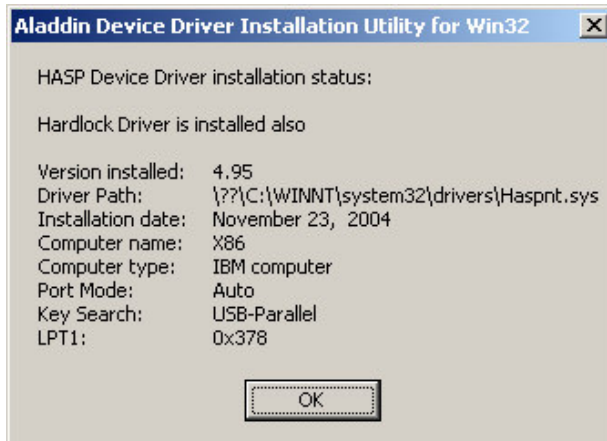 Aladdin Device Driver Installation Utility for Win32
HASP Device Driver installation status:
Hardlock Driver is installed also
Version installed: 4.95
Driver Path: \??\C:\WINNT\system32\drivers\Haspnt.sys
Installation date: November 23, 2004
Computer name: X86
Computer type: IBM computer
Port Mode: Auto
Key Search: USB-Parallel
LPT1: 0x378
OK